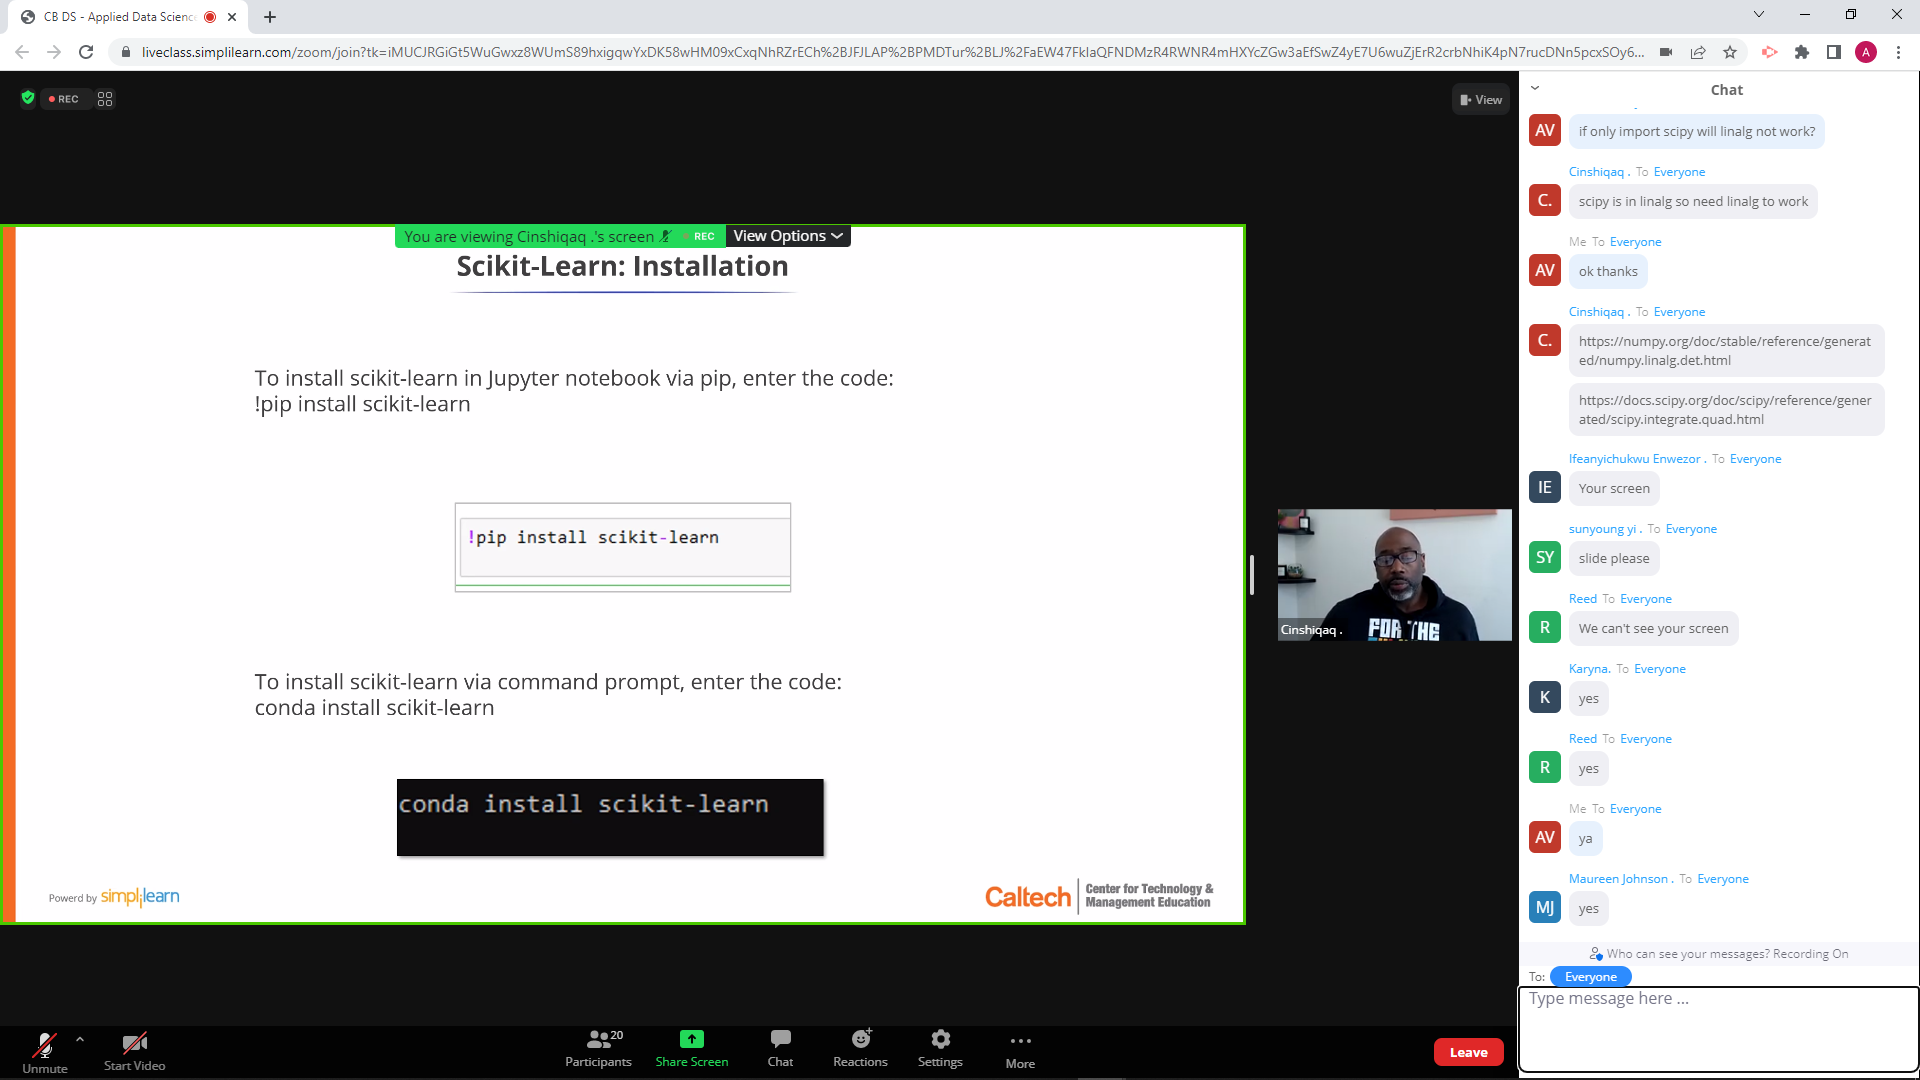 CB DS - Applied Data Scienc
liveclass.simplilearn.com/zoom/join?tk=iMUCJRGiGt5WuGwxz8WUmS89hxigqwYxDK58wHM09xCxqNhRZrECh%2BJFJLAP%2BPMDTur%2BLJ%2FaEW47FklaQFNDMzR4RWNR4mHXYcZGw3aEfSwZ4yE7U6wuZjErR2crbNhiK4pN7rucDNn5pcxSOy6...
A
REC
View
You are viewing Cinshiqaq .'s screen
REC
View Options
Scikit-Learn: Installation
To install scikit-learn in Jupyter notebook via pip, enter the code:
!pip install scikit-learn
!pip install scikit-learn
To install scikit-learn via command prompt, enter the code:
conda install scikit-learn
conda install scikit-learn
Powerd by simplilearn
Caltech
Center for Technology &
Management Education
FOR THE
Cinshiqaq .
Chat
AV
if only import scipy will linalg not work?
Cinshiqaq . To Everyone
C.
scipy is in linalg so need linalg to work
Me To Everyone
AV
ok thanks
Cinshiqaq . To Everyone
C.
https://numpy.org/doc/stable/reference/generat
ed/numpy.linalg.det.html
https://docs.scipy.org/doc/scipy/reference/gener
ated/scipy.integrate.quad.html
Ifeanyichukwu Enwezor . To Everyone
IE
Your screen
sunyoung yi . To Everyone
SY
slide please
Reed To Everyone
R
We can't see your screen
Karyna. To Everyone
K
yes
Reed To Everyone
R
yes
Me To Everyone
AV
ya
Maureen Johnson . To Everyone
MJ
yes
Who can see your messages? Recording On
To: Everyone
Type message here ...
Unmute
Start Video
20
Participants
Share Screen
Chat
Reactions
Settings
More
Leave